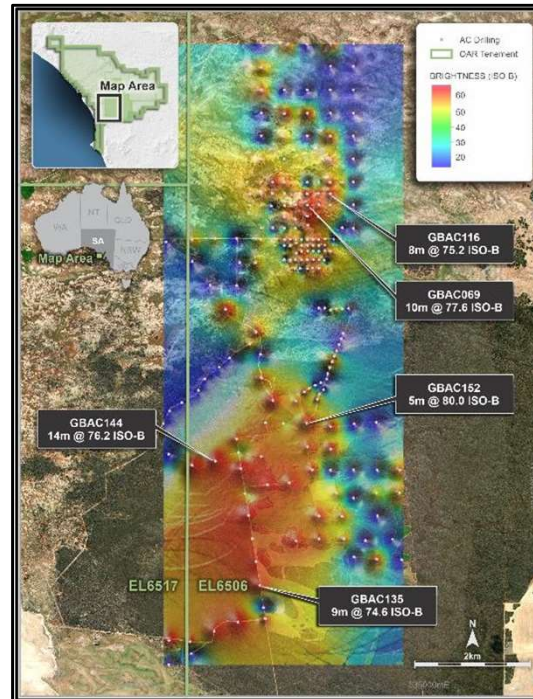 Map Area
AC Drilling
OAR Tenement
BRIGHTNESS (ISO B)
60
50
40
30
20
WA
NT
QLD
SA
NSW
Map Area
GBAC116
8m @ 75.2 ISO-B
GBAC069
10m @ 77.6 ISO-B
GBAC152
5m @ 80.0 ISO-B
GBAC144
14m @ 76.2 ISO-B
EL6517
EL6506
GBAC135
9m @ 74.6 ISO-B
N
2km